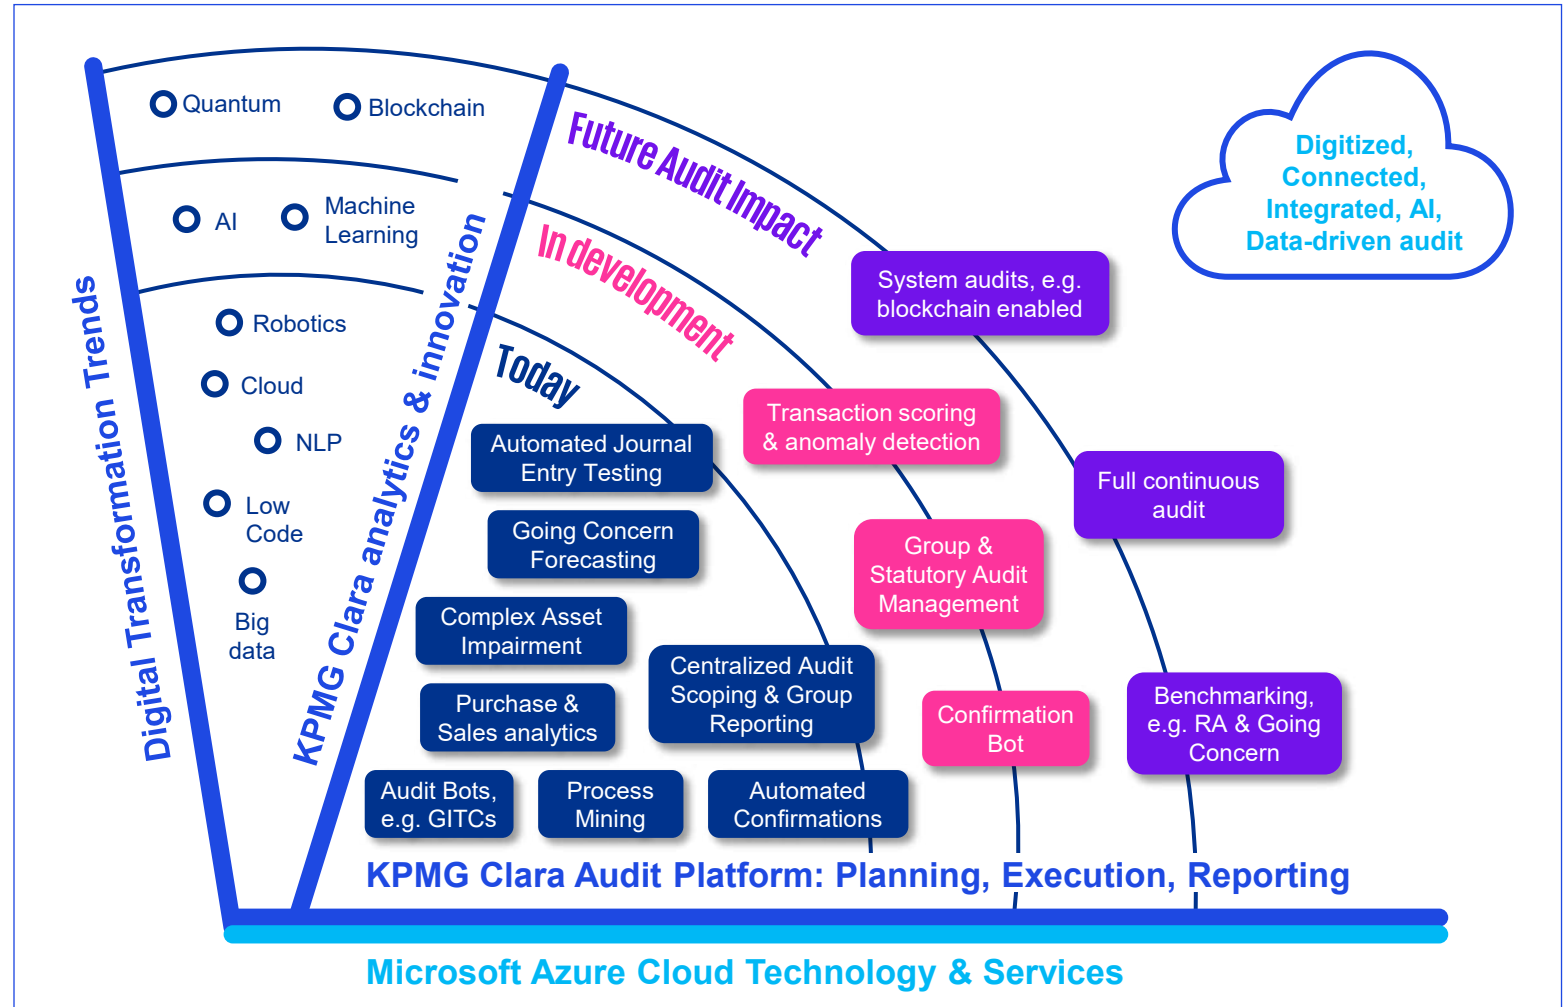 Quantum
Blockchain
AI
Machine
Learning
Robotics
Cloud
NLP
Low
Code
Big
data
Digital Transformation Trends
KPMG Clara analytics & innovation
Future Audit Impact
In development
Today
System audits, e.g.
blockchain enabled
Full continuous
audit
Benchmarking,
e.g. RA & Going
Concern
Transaction scoring
& anomaly detection
Group &
Statutory Audit
Management
Confirmation
Bot
Automated Journal
Entry Testing
Going Concern
Forecasting
Complex Asset
Impairment
Purchase &
Sales analytics
Centralized Audit
Scoping & Group
Reporting
Audit Bots,
e.g. GITCs
Process
Mining
Automated
Confirmations
Digitized,
Connected,
Integrated, AI,
Data-driven audit
KPMG Clara Audit Platform: Planning, Execution, Reporting
Microsoft Azure Cloud Technology & Services